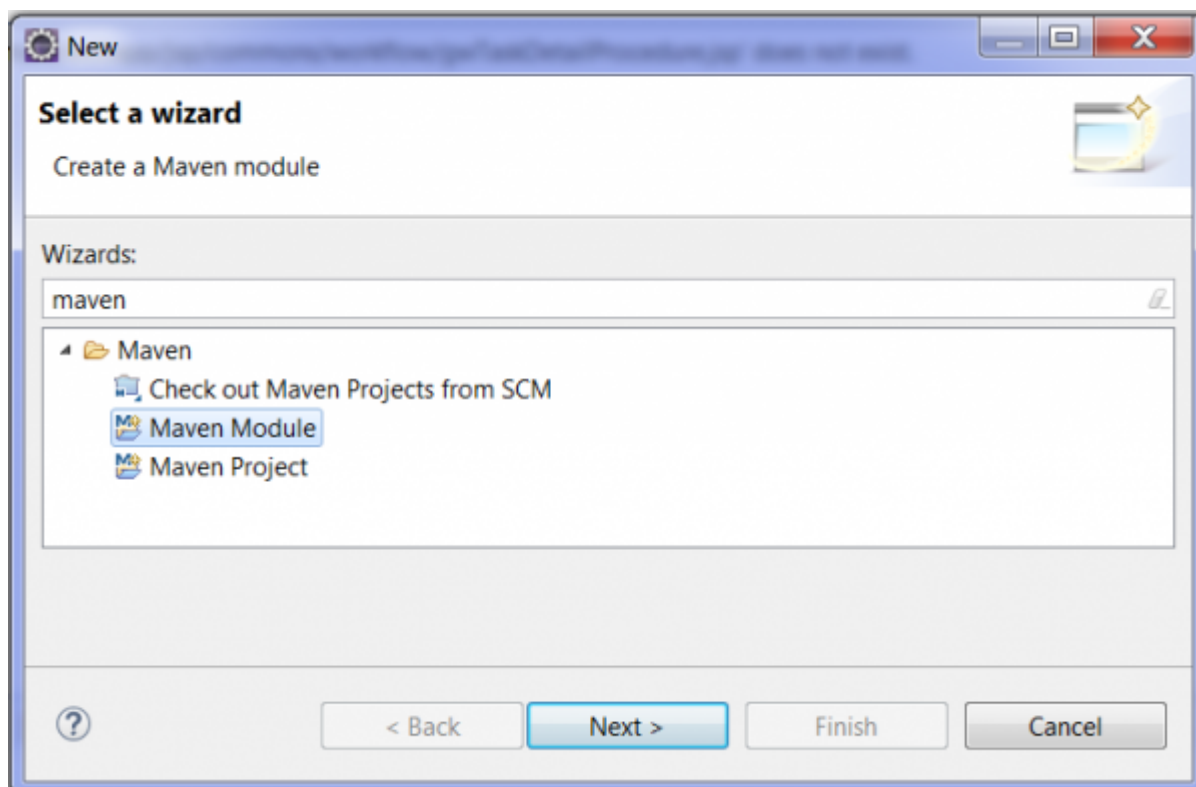 New
Select a wizard
Create a Maven module
Wizards:
maven
Maven
Check out Maven Projects from SCM
Maven Module
Maven Project
? < Back Next > Finish Cancel